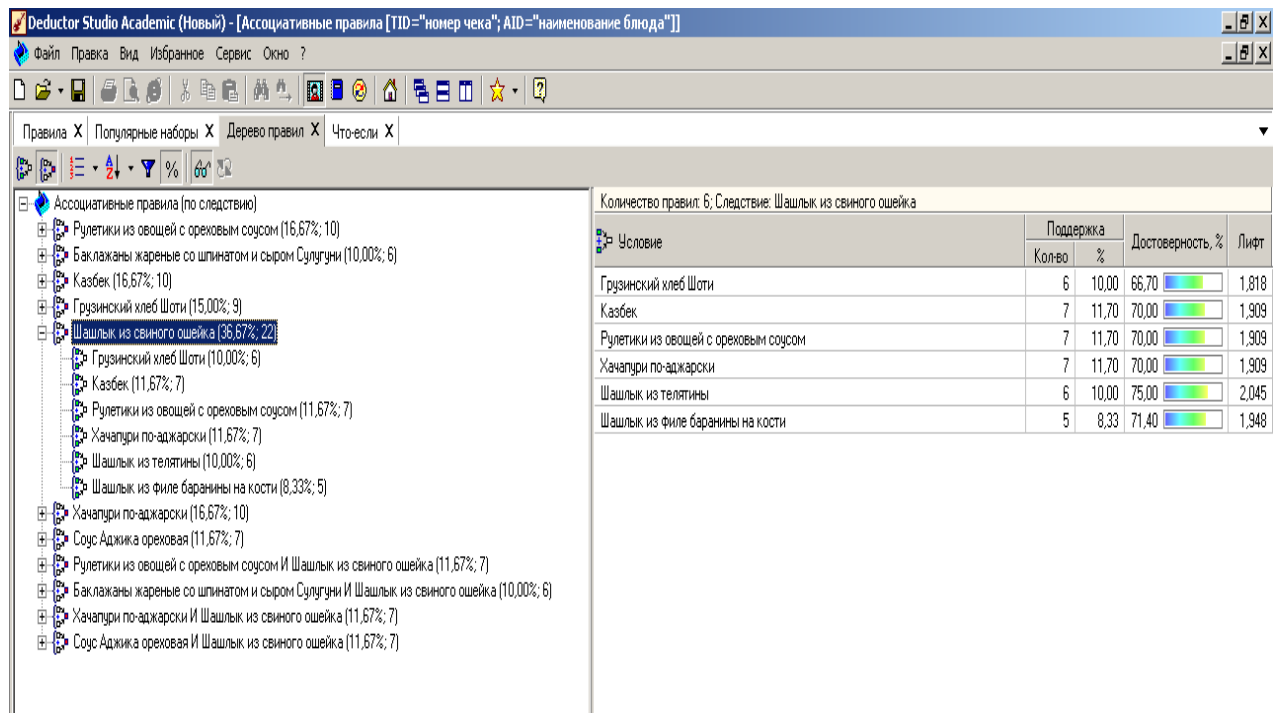 Deductor Studio Academic (Новый) - [Ассоциативные правила [TID="номер чека"; AID="наименование блюда"]]
Файл Правка Вид Избранное Сервис Окно ?
Правила X Популярные наборы X Дерево правил X Что-если X
Ассоциативные правила (по следствию)
Рулетики из овощей с ореховым соусом (16,67%; 10)
Баклажаны жареные со шпинатом и сыром Сулугуни (10,00%; 6)
Казбек (16,67%; 10)
Грузинский хлеб Шоти (15,00%; 9)
Шашлык из свиного ошейка (36,67%; 22)
Грузинский хлеб Шоти (10,00%; 6)
Казбек (11,67%; 7)
Рулетики из овощей с ореховым соусом (11,67%; 7)
Хачапури по-аджарски (11,67%; 7)
Шашлык из телятины (10,00%; 6)
Шашлык из филе баранины на кости (8,33%; 5)
Хачапури по-аджарски (16,67%; 10)
Соус Аджика ореховая (11,67%; 7)
Рулетики из овощей с ореховым соусом И Шашлык из свиного ошейка (11,67%; 7)
Баклажаны жареные со шпинатом и сыром Сулугуни И Шашлык из свиного ошейка (10,00%; 6)
Хачапури по-аджарски И Шашлык из свиного ошейка (11,67%; 7)
Соус Аджика ореховая И Шашлык из свиного ошейка (11,67%; 7)
Количество правил: 6; Следствие: Шашлык из свиного ошейка
Условие Поддержка Достоверность, % Лифт
Кол-во %
Грузинский хлеб Шоти 6 10,00 66,70 1,818
Казбек 7 11,70 70,00 1,909
Рулетики из овощей с ореховым соусом 7 11,70 70,00 1,909
Хачапури по-аджарски 7 11,70 70,00 1,909
Шашлык из телятины 6 10,00 75,00 2,045
Шашлык из филе баранины на кости 5 8,33 71,40 1,948